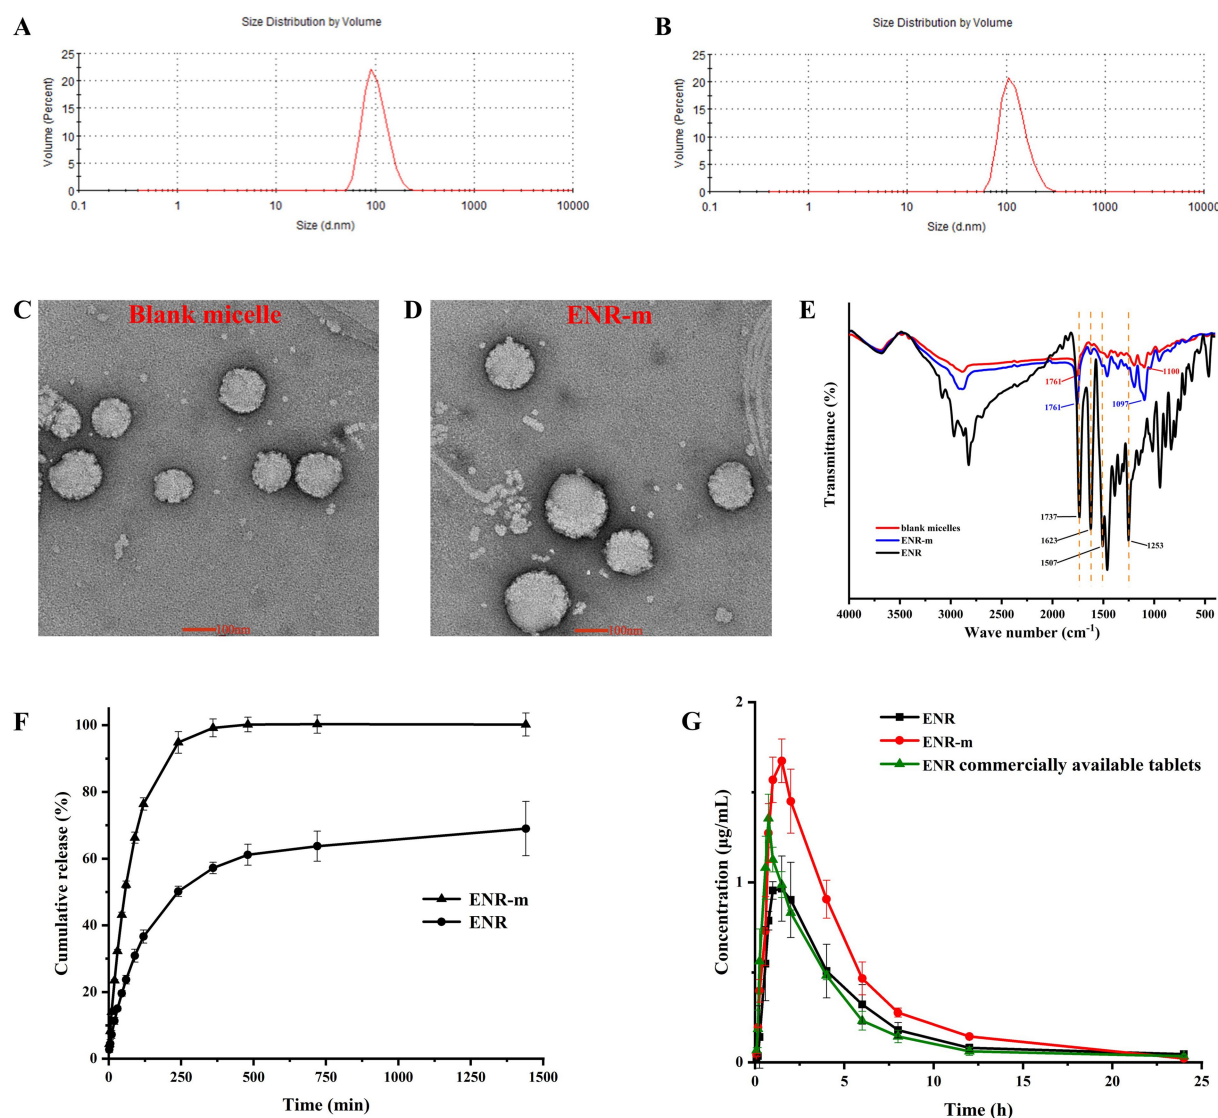 A
Size Distribution by Volume
25
20
15
10
5
0
Volume (Percent)
0.1 1 10 100 1000 10000
Size (d.nm)
B
Size Distribution by Volume
25
20
15
10
5
0
Volume (Percent)
0.1 1 10 100 1000 10000
Size (d.nm)
C
Blank micelle
100nm
D
ENR-m
100nm
E
Transmittance (%)
1761
1761
1100
1097
1737
1623
1507
1253
blank micelles
ENR-m
ENR
4000 3500 3000 2500 2000 1500 1000 500
Wave number (cm⁻¹)
F
Cumulative release (%)
100
80
60
40
20
0
ENR-m
ENR
0 250 500 750 1000 1250 1500
Time (min)
G
Concentration (μg/mL)
2
1
0
ENR
ENR-m
ENR commercially available tablets
0 5 10 15 20 25
Time (h)